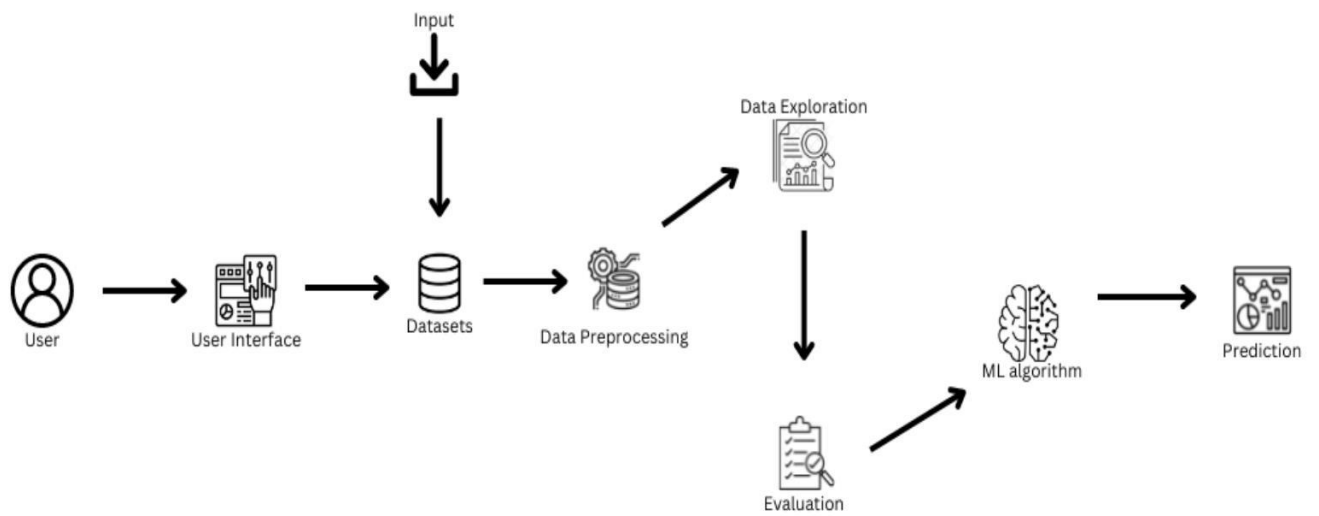 Input
Data Exploration
User
User Interface
Datasets
Data Preprocessing
ML algorithm
Prediction
Evaluation